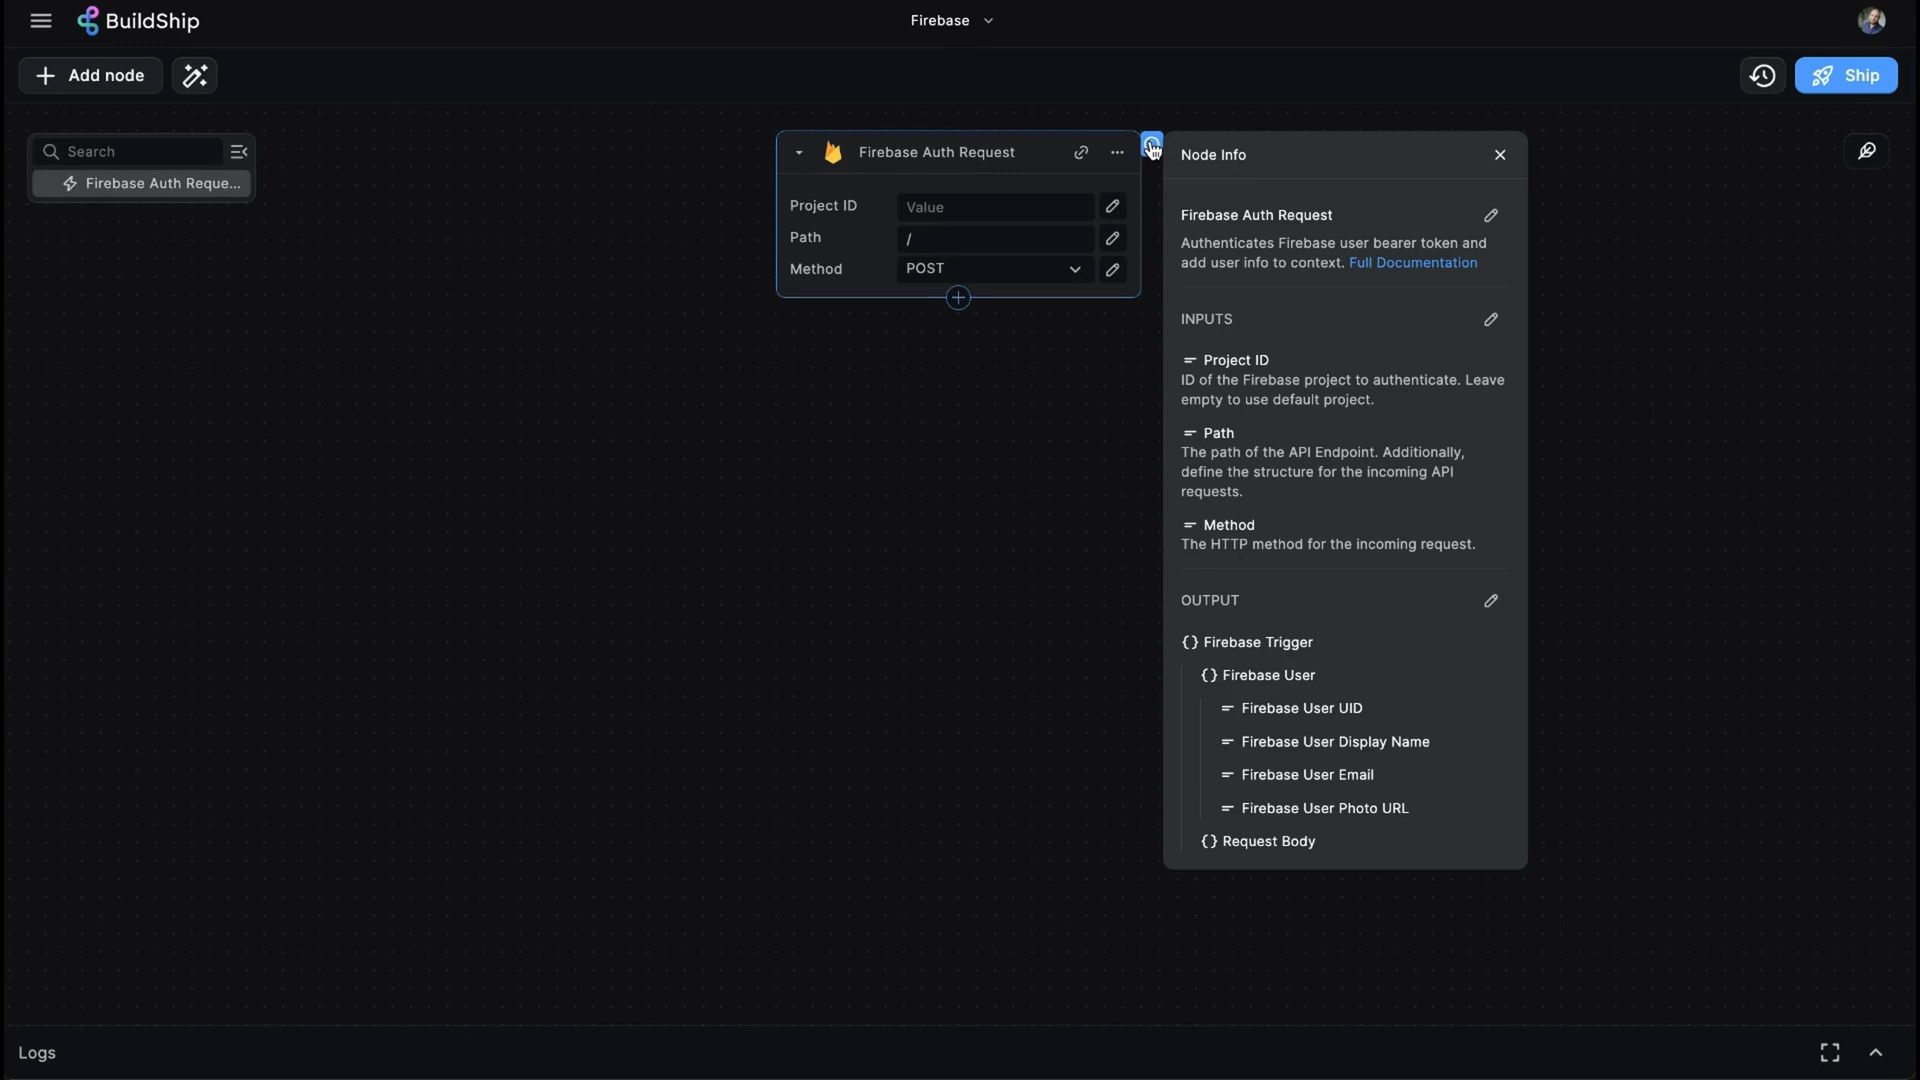 BuildShip
Firebase
Add node
Ship
Search
Firebase Auth Reque...
Firebase Auth Request
Project ID
Value
Path
/
Method
POST
Node Info
Firebase Auth Request
Authenticates Firebase user bearer token and
add user info to context. Full Documentation
INPUTS
Project ID
ID of the Firebase project to authenticate. Leave
empty to use default project.
Path
The path of the API Endpoint. Additionally,
define the structure for the incoming API
requests.
Method
The HTTP method for the incoming request.
OUTPUT
{} Firebase Trigger
{} Firebase User
Firebase User UID
Firebase User Display Name
Firebase User Email
Firebase User Photo URL
{} Request Body
Logs